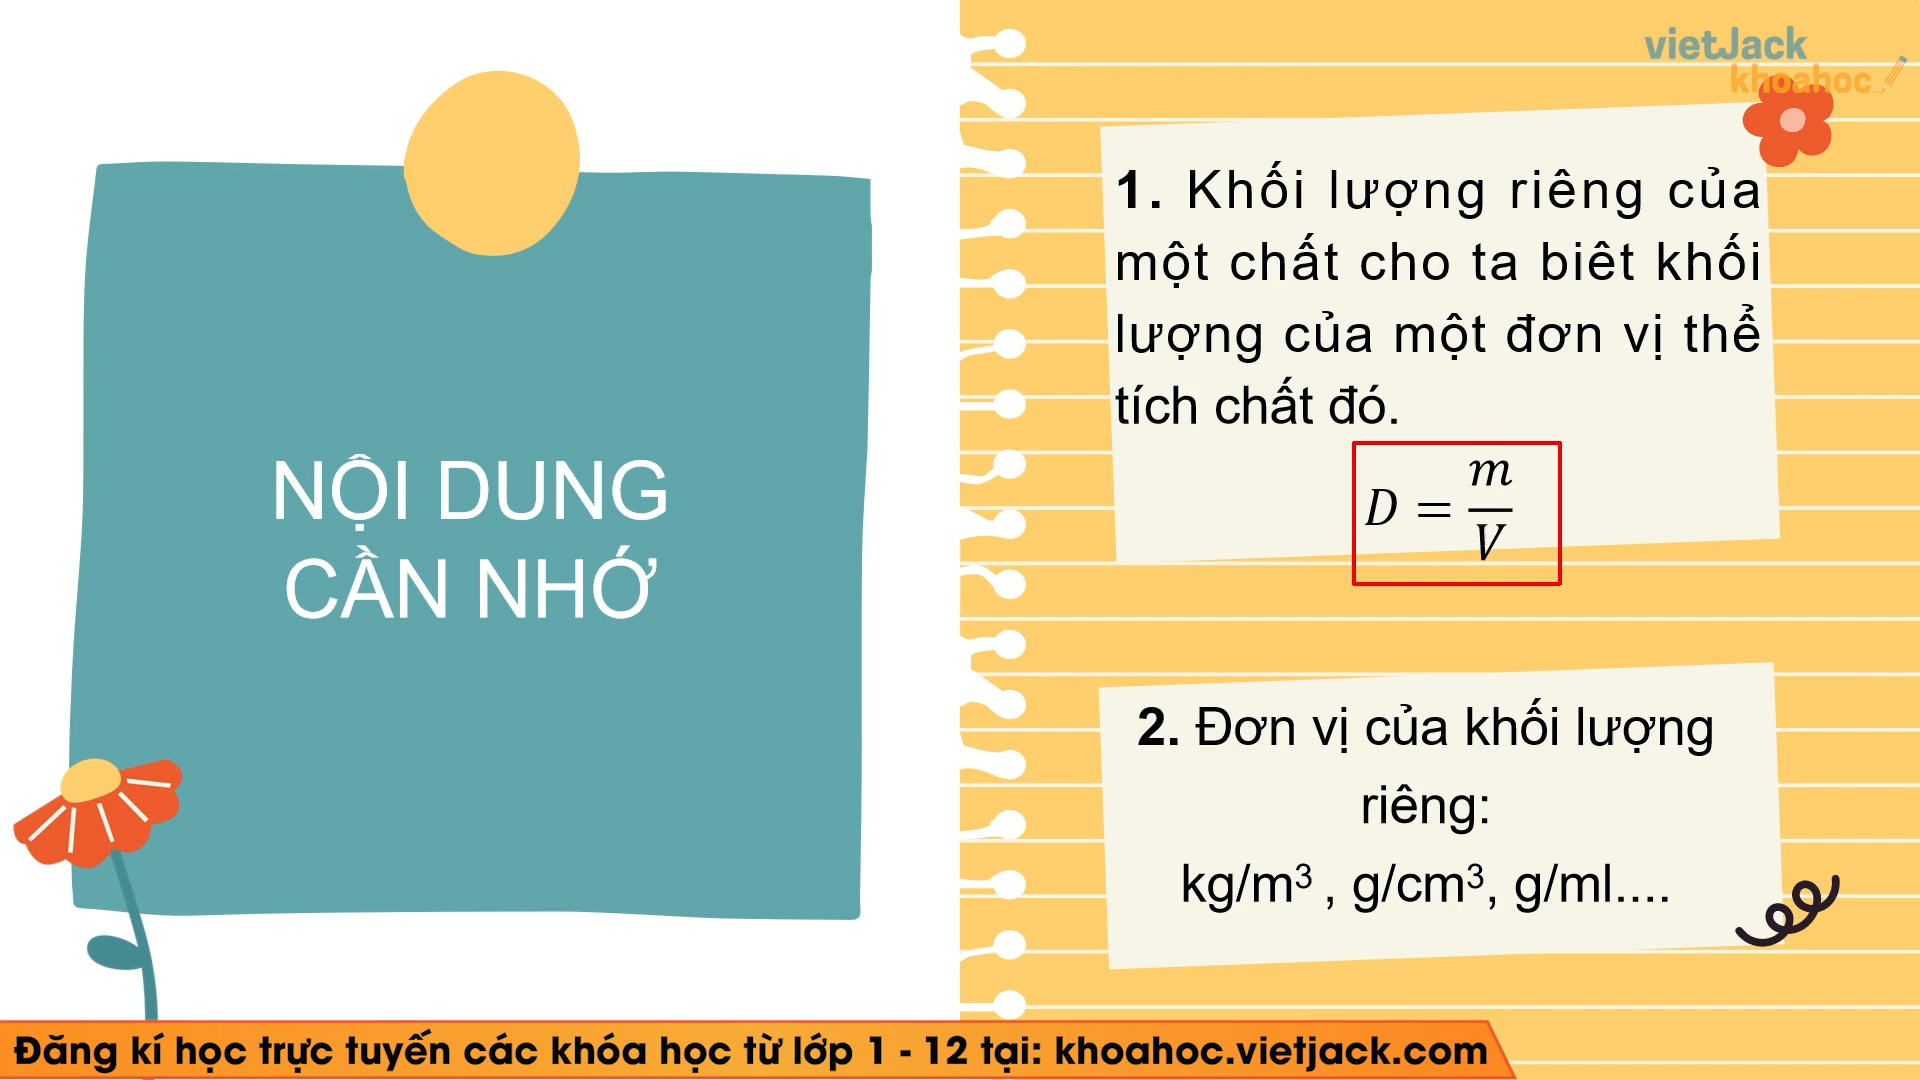 vietJack
khoahoc
NỘI DUNG
CẦN NHỚ
1. Khối lượng riêng của
một chất cho ta biêt khối
lượng của một đơn vị thể
tích chất đó.
D = m/V
2. Đơn vị của khối lượng
riêng:
kg/m³ , g/cm³, g/ml....
Đăng kí học trực tuyến các khóa học từ lớp 1 - 12 tại: khoahoc.vietjack.com